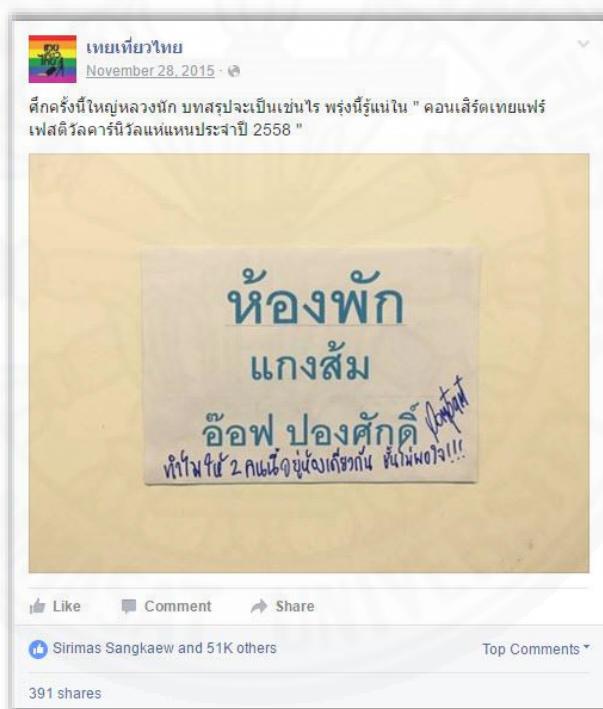 เทยเที่ยวไทย
November 28, 2015
ศึกครั้งนี้ใหญ่หลวงนัก บทสรุปจะเป็นเช่นไร พรุ่งนี้รู้แน่ใน " คอนเสิร์ตเทยแฟร์
เฟสติวัลคาร์นิวัลแห่แหนประจำปี 2558 "
ห้องพัก
แกงส้ม
อ๊อฟ ปองศักดิ์
ทำไมให้ 2 คนนี้อยู่ห้องเดียวกัน ชั้นไม่พอใจ!!!
Like Comment Share
Sirimas Sangkaew and 51K others Top Comments
391 shares